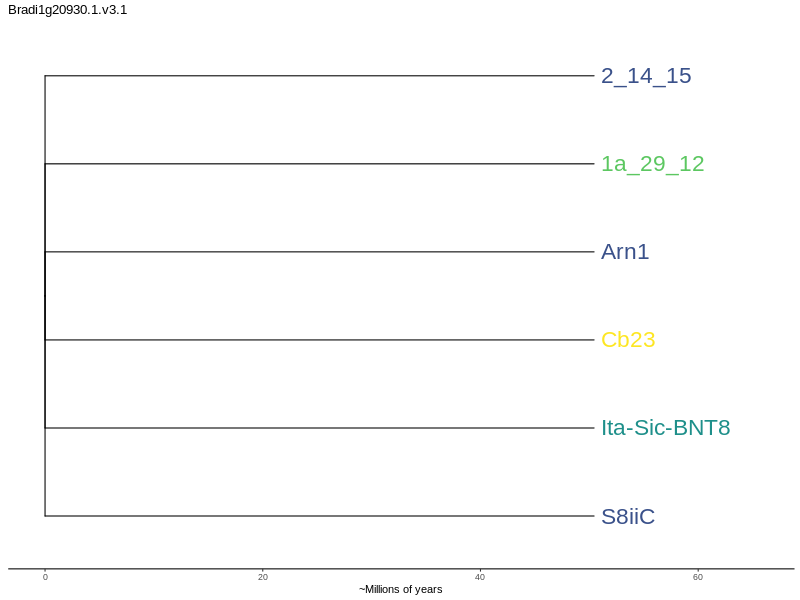 Bradi1g20930.1.v3.1
2_14_15
1a_29_12
Arn1
Cb23
Ita-Sic-BNT8
S8iiC
0 20 40 60
~Millions of years